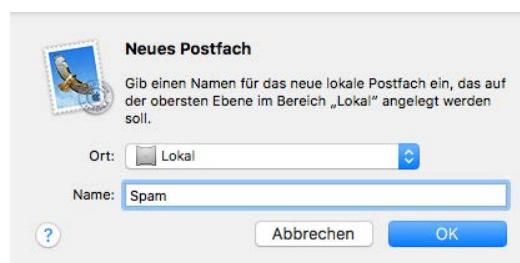 Neues Postfach
Gib einen Namen für das neue lokale Postfach ein, das auf
der obersten Ebene im Bereich „Lokal“ angelegt werden
soll.
Ort: Lokal
Name: Spam
? Abbrechen OK